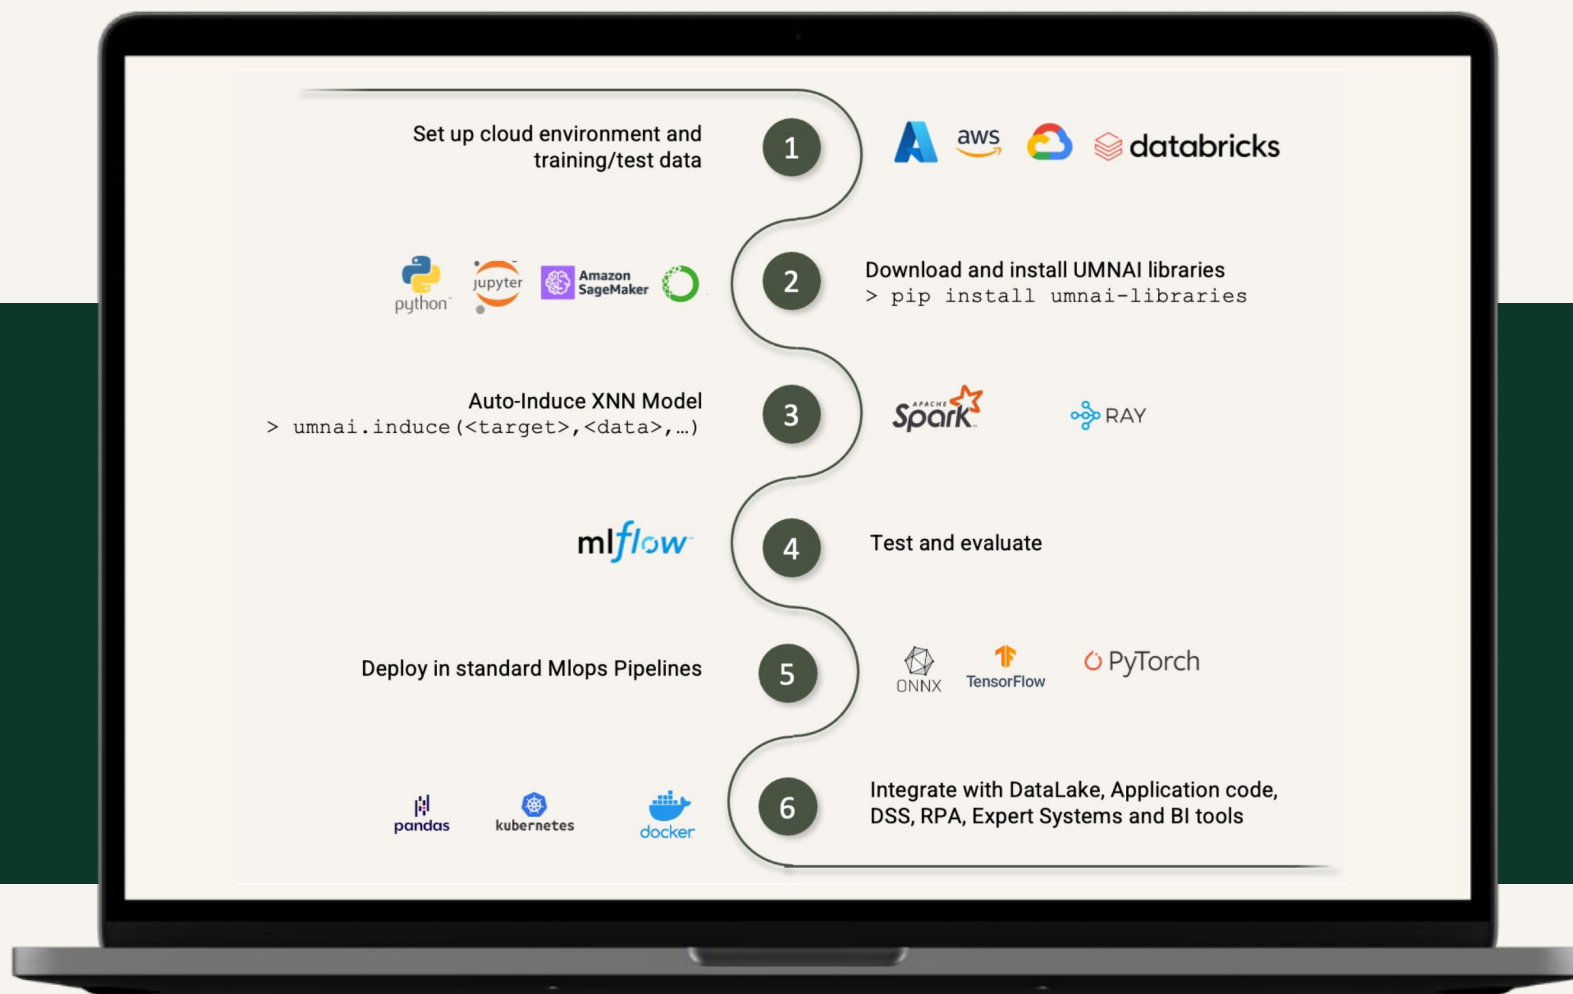 Set up cloud environment and
training/test data
1
aws
databricks
python
jupyter
Amazon
SageMaker
2
Download and install UMNAI libraries
> pip install umnai-libraries
Auto-Induce XNN Model
> umnai.induce(<target>,<data>,…)
3
APACHE
Spark
RAY
mlflow
4
Test and evaluate
Deploy in standard Mlops Pipelines
5
ONNX
TensorFlow
PyTorch
pandas
kubernetes
docker
6
Integrate with DataLake, Application code,
DSS, RPA, Expert Systems and BI tools